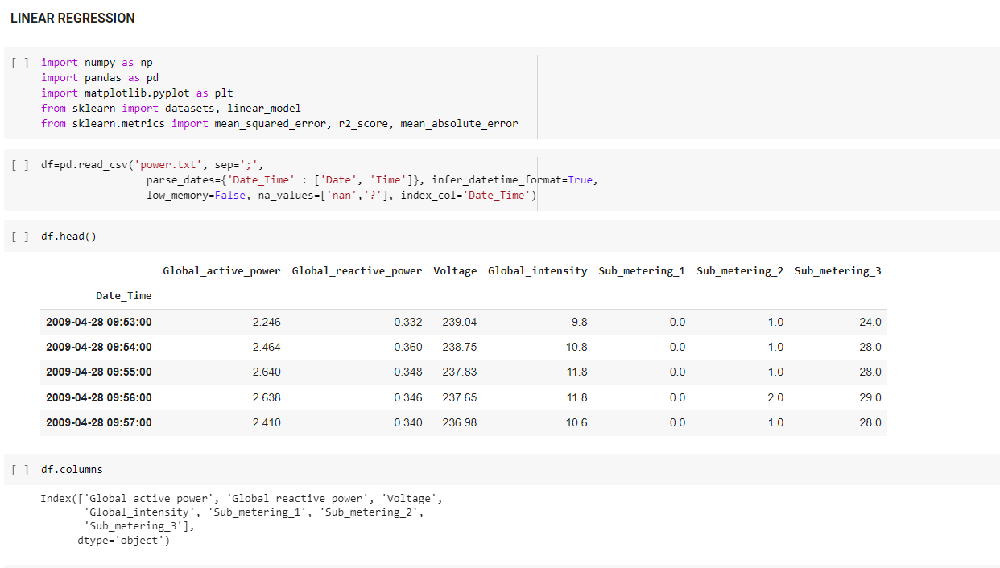 LINEAR REGRESSION
[ ] import numpy as np
import pandas as pd
import matplotlib.pyplot as plt
from sklearn import datasets, linear_model
from sklearn.metrics import mean_squared_error, r2_score, mean_absolute_error
[ ] df=pd.read_csv('power.txt', sep=';',
parse_dates={'Date_Time' : ['Date', 'Time']}, infer_datetime_format=True,
low_memory=False, na_values=['nan','?'], index_col='Date_Time')
[ ] df.head()
Global_active_power Global_reactive_power Voltage Global_intensity Sub_metering_1 Sub_metering_2 Sub_metering_3
Date_Time
2009-04-28 09:53:00 2.246 0.332 239.04 9.8 0.0 1.0 24.0
2009-04-28 09:54:00 2.464 0.360 238.75 10.8 0.0 1.0 28.0
2009-04-28 09:55:00 2.640 0.348 237.83 11.8 0.0 1.0 28.0
2009-04-28 09:56:00 2.638 0.346 237.65 11.8 0.0 2.0 29.0
2009-04-28 09:57:00 2.410 0.340 236.98 10.6 0.0 1.0 28.0
[ ] df.columns
Index(['Global_active_power', 'Global_reactive_power', 'Voltage',
'Global_intensity', 'Sub_metering_1', 'Sub_metering_2',
'Sub_metering_3'],
dtype='object')